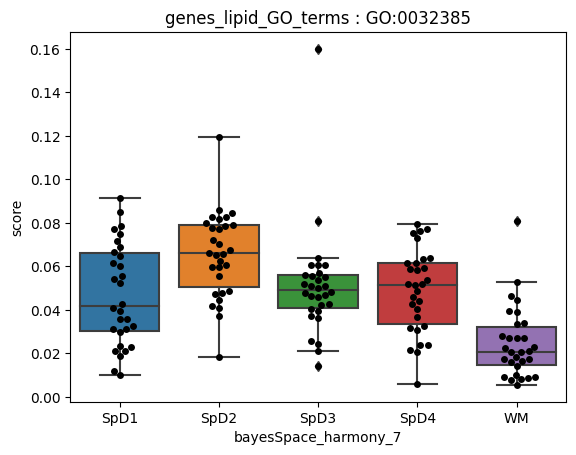 genes_lipid_GO_terms : GO:0032385
0.16
0.14
0.12
0.10
0.08
0.06
0.04
0.02
0.00
score
SpD1 SpD2 SpD3 SpD4 WM
bayesSpace_harmony_7